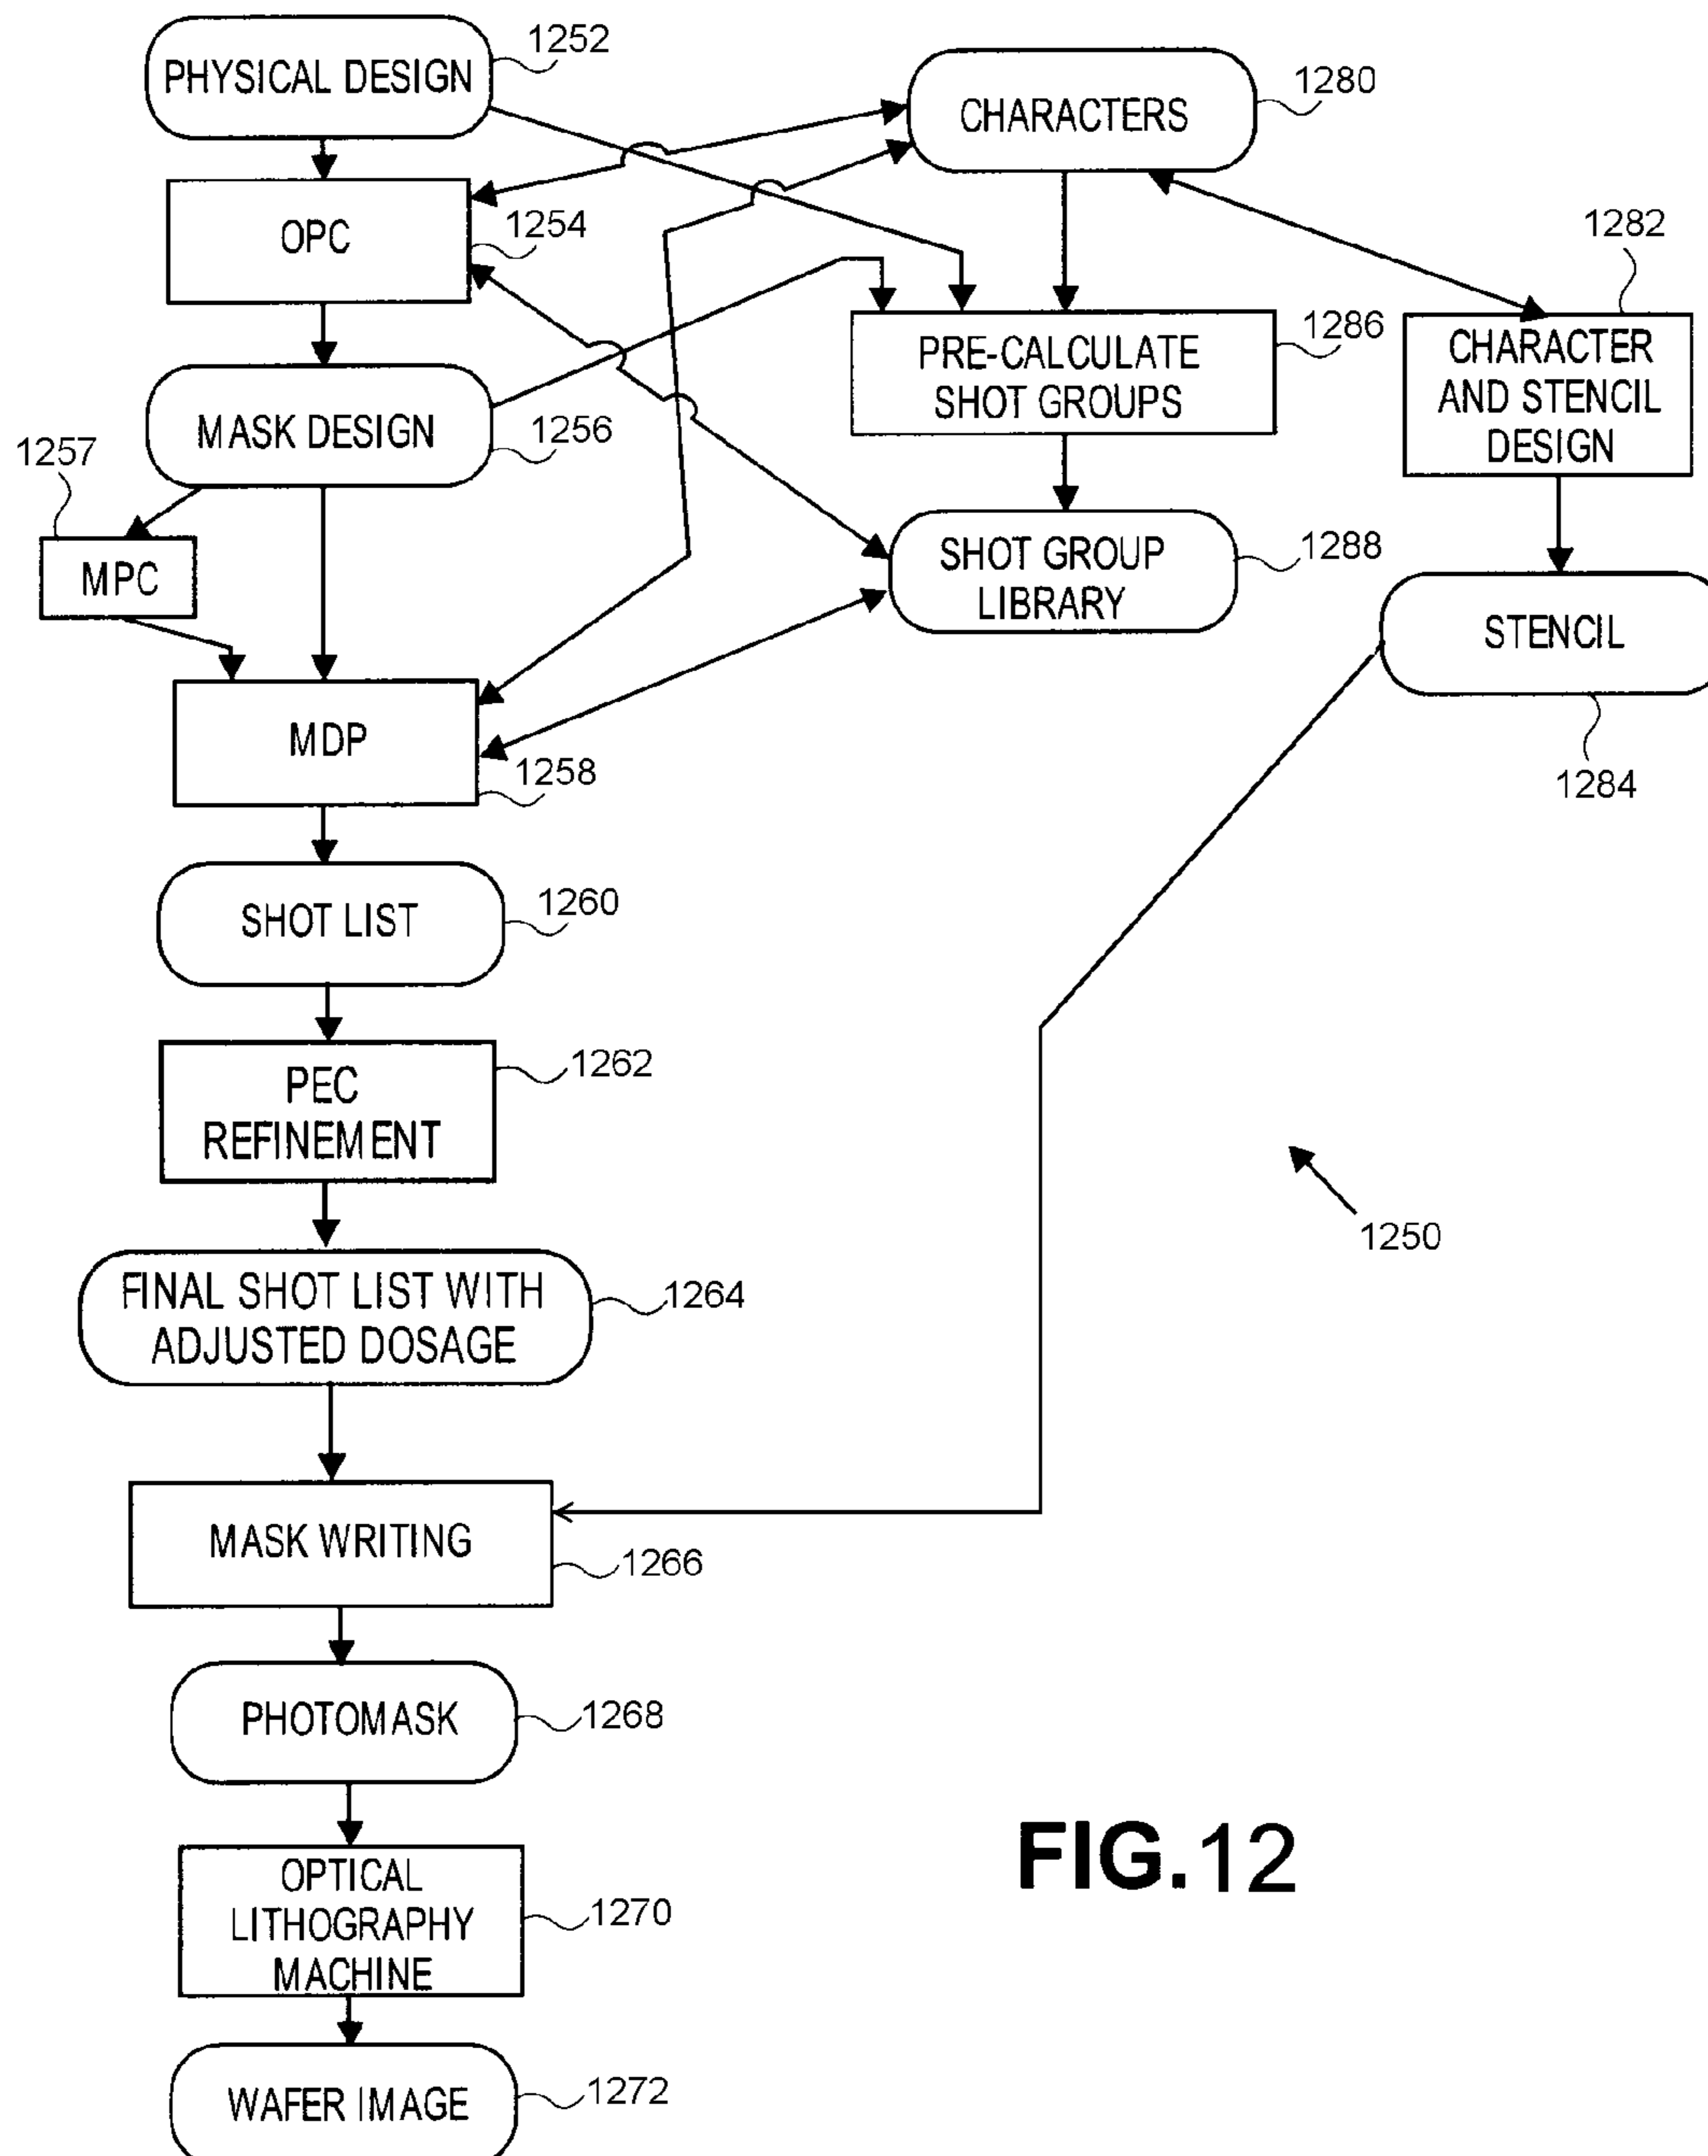 PHYSICAL DESIGN
1252
CHARACTERS
1280
OPC
1254
1282
PRE-CALCULATE
SHOT GROUPS
1286
CHARACTER
AND STENCIL
DESIGN
MASK DESIGN
1256
1257
MPC
SHOT GROUP
LIBRARY
1288
STENCIL
1284
MDP
1258
SHOT LIST
1260
PEC
REFINEMENT
1262
1250
FINAL SHOT LIST WITH
ADJUSTED DOSAGE
1264
MASK WRITING
1266
PHOTOMASK
1268
OPTICAL
LITHOGRAPHY
MACHINE
1270
FIG.12
WAFER IMAGE
1272